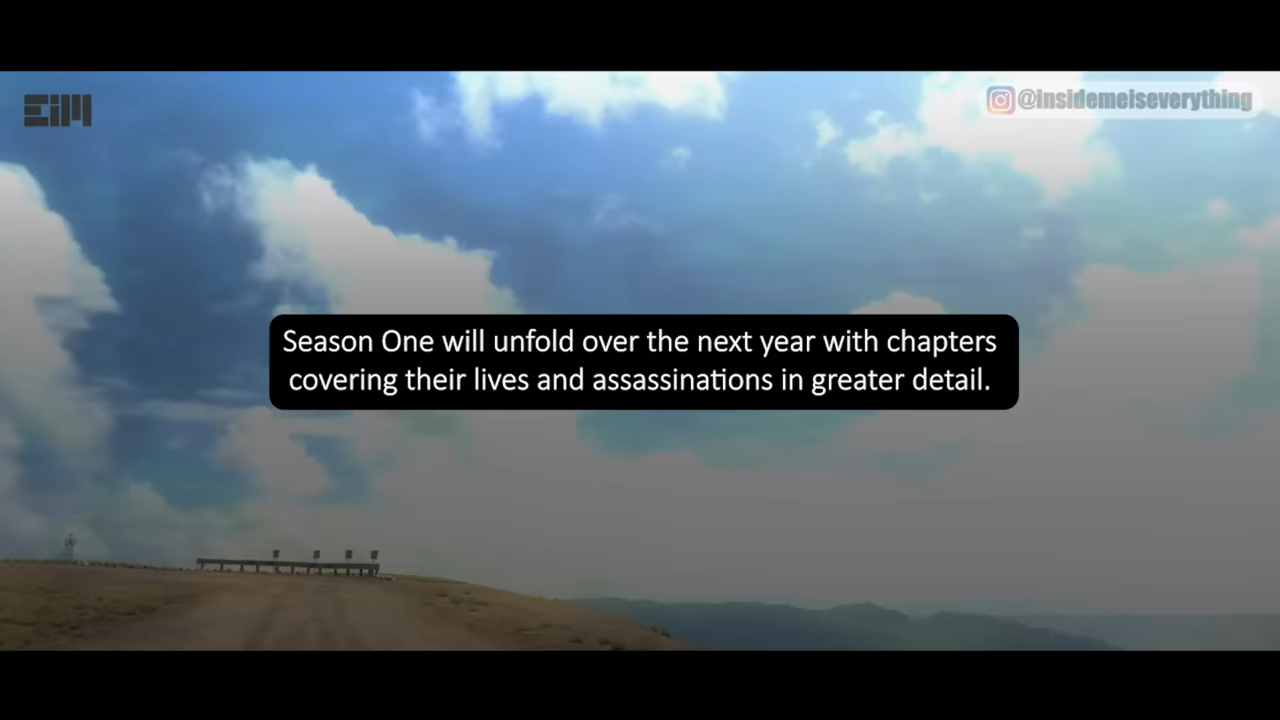 EiM
@insidemeiseverything
Season One will unfold over the next year with chapters
covering their lives and assassinations in greater detail.